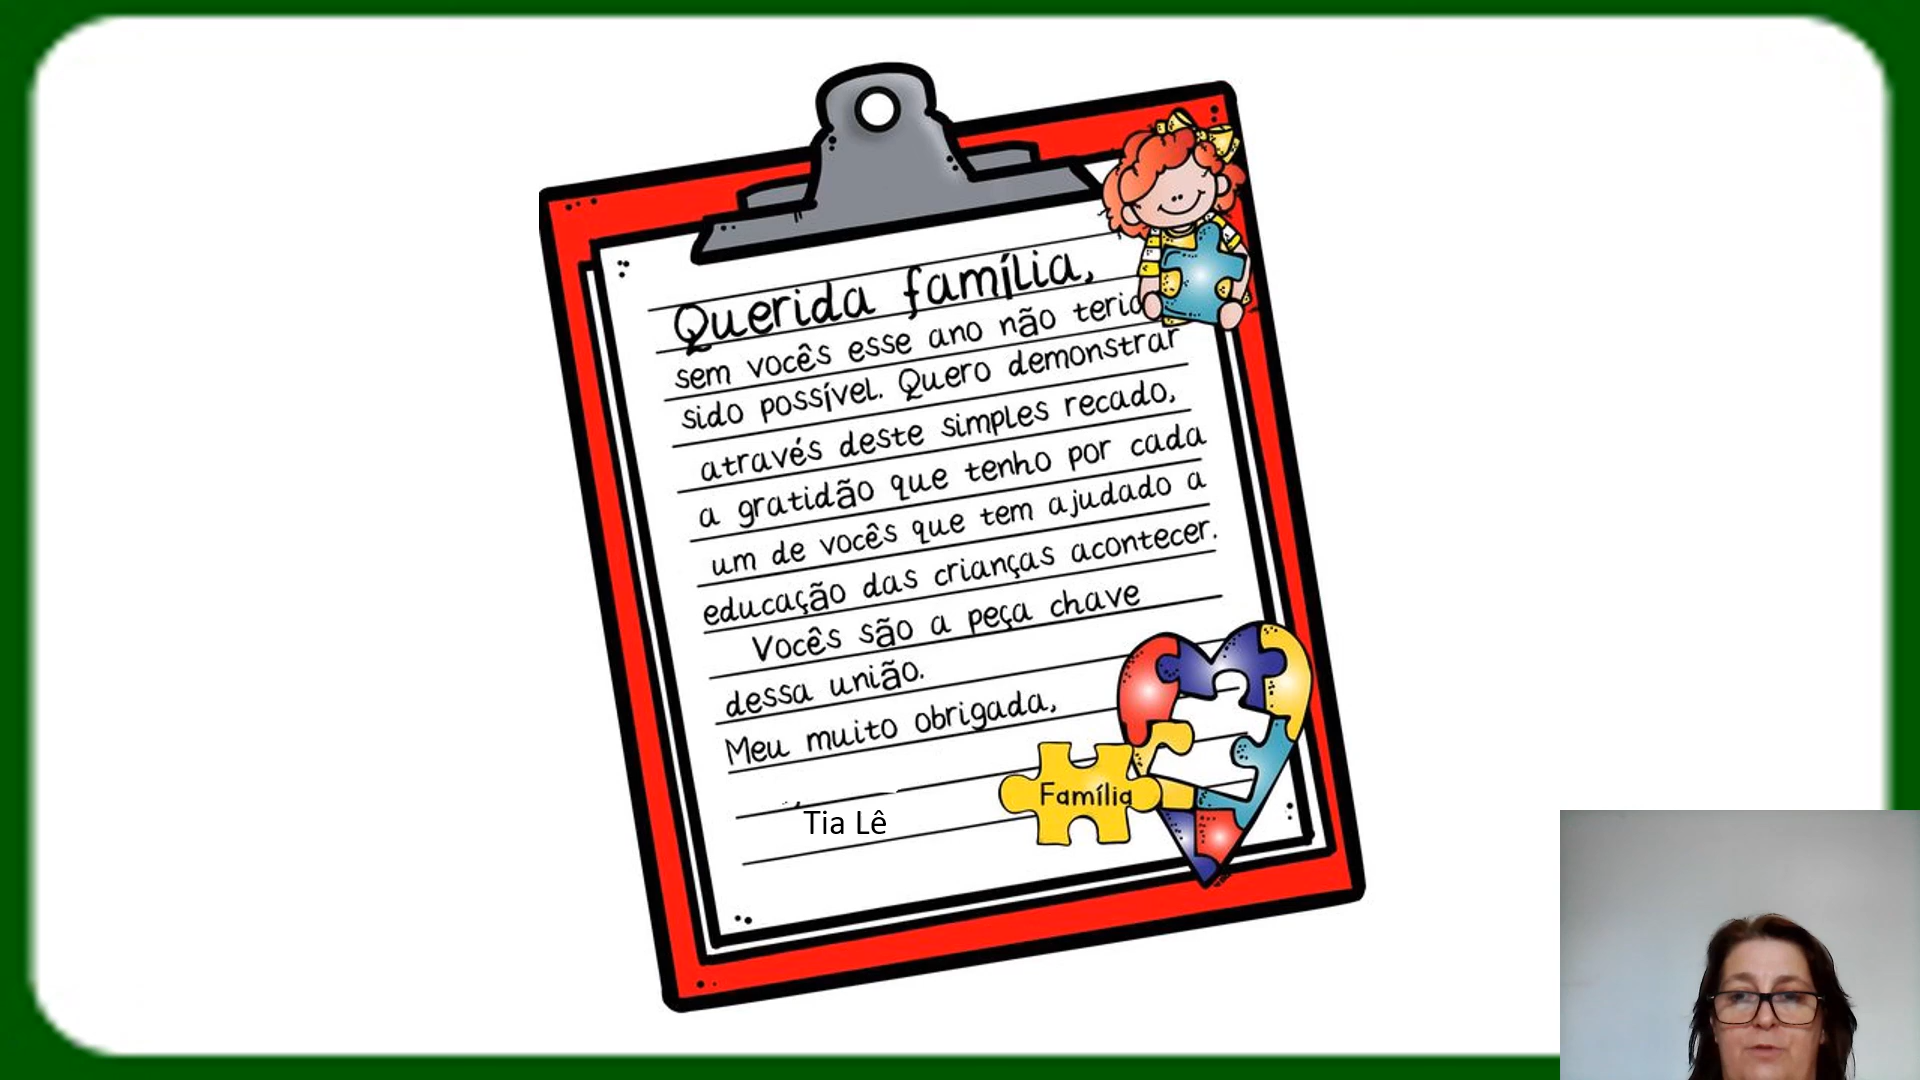 Querida família,
sem vocês esse ano não teria
sido possível. Quero demonstrar
através deste simples recado,
a gratidão que tenho por cada
um de vocês que tem ajudado a
educação das crianças acontecer.
Vocês são a peça chave
dessa união.
Meu muito obrigada,
Tia Lê
Família